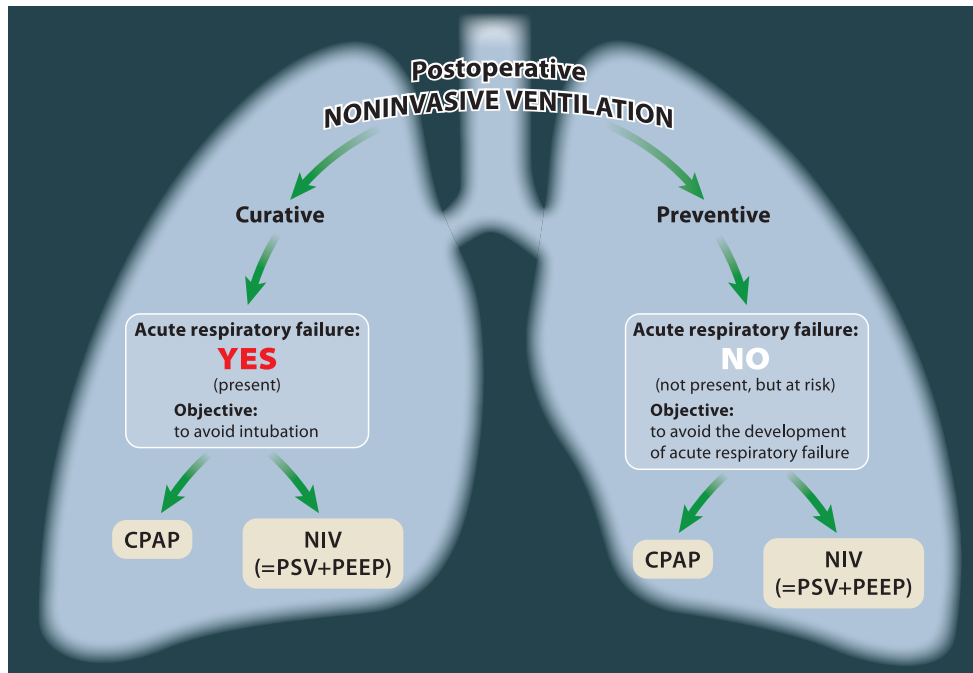 Postoperative
NONINVASIVE VENTILATION
Curative
Acute respiratory failure:
YES
(present)
Objective:
to avoid intubation
CPAP
NIV
(=PSV+PEEP)
Preventive
Acute respiratory failure:
NO
(not present, but at risk)
Objective:
to avoid the development
of acute respiratory failure
CPAP
NIV
(=PSV+PEEP)